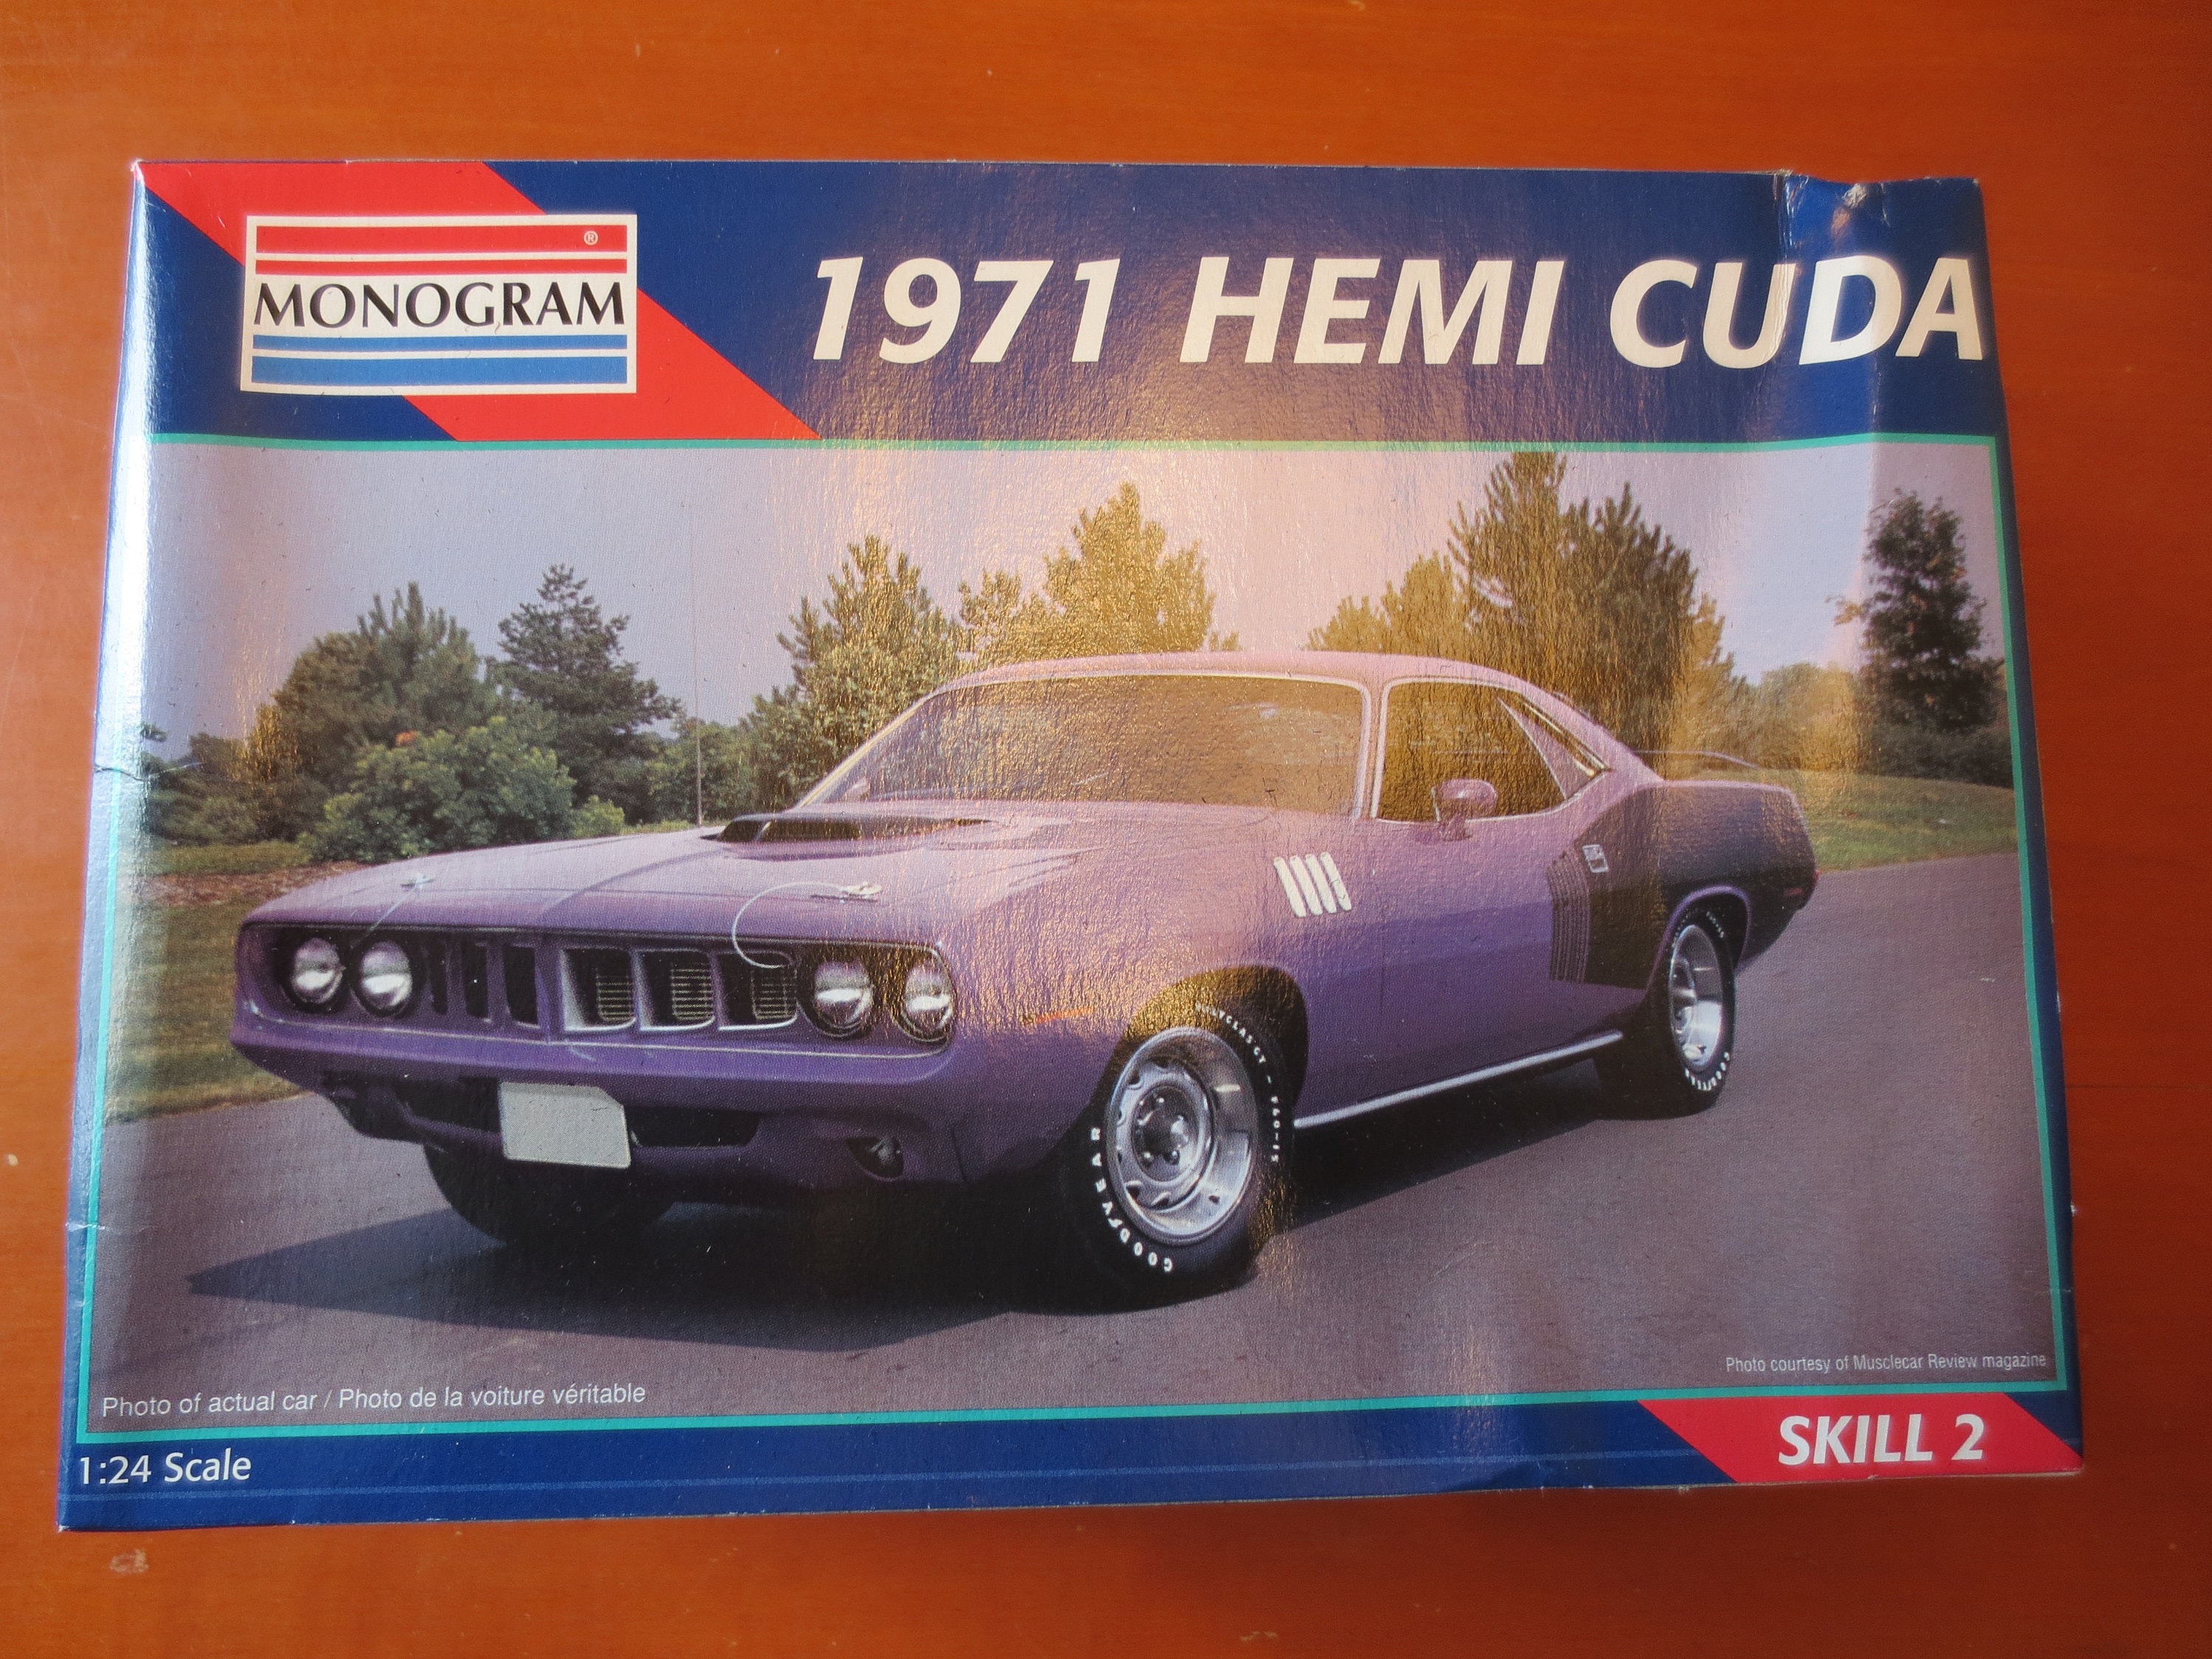 ®
MONOGRAM
1971 HEMI CUDA
GOODYEAR
GOODYEAR
Photo courtesy of Musclecar Review magazine
Photo of actual car / Photo de la voiture véritable
SKILL 2
1:24 Scale